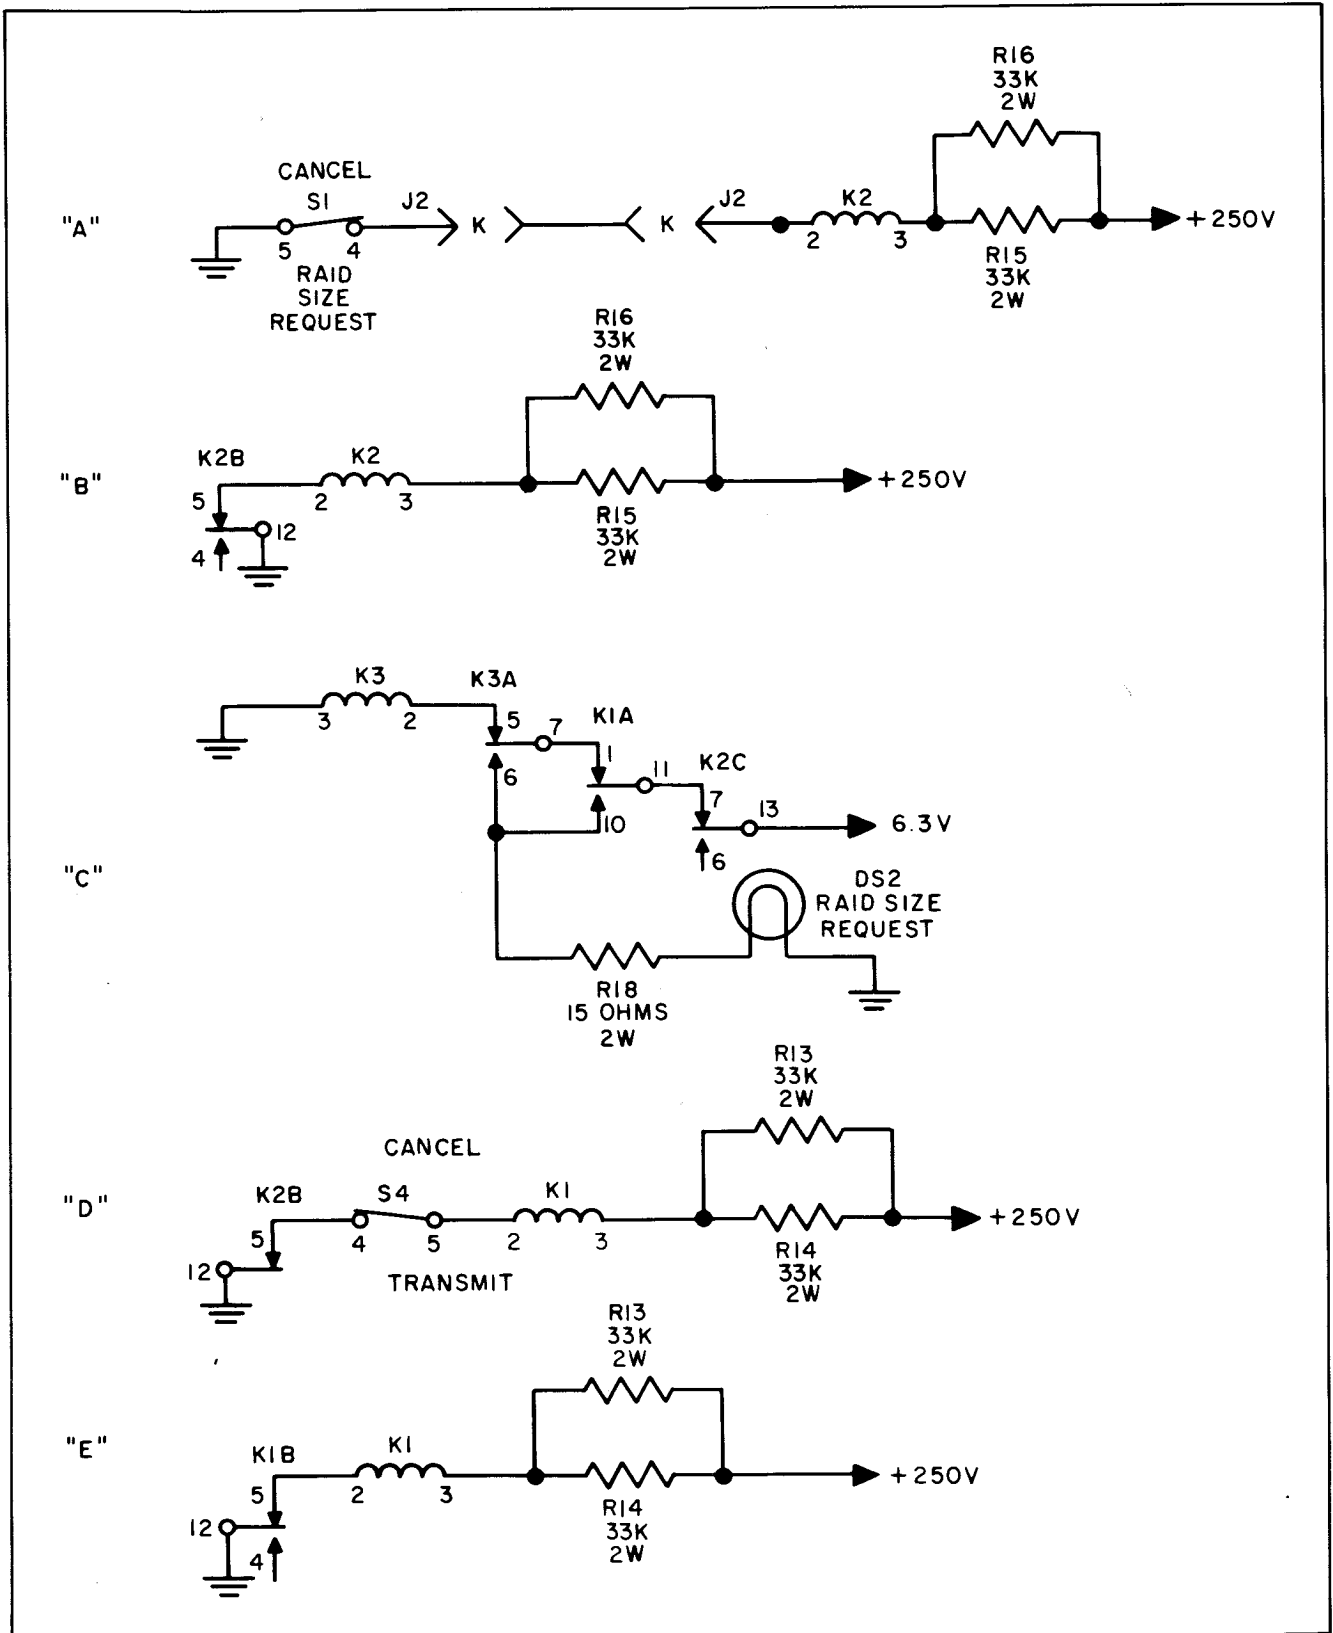 "A"
CANCEL
S1
5
4
RAID
SIZE
REQUEST
J2
K
K
J2
K2
2
3
R16
33K
2W
R15
33K
2W
+250V
"B"
K2B
5
4
12
K2
2
3
R16
33K
2W
R15
33K
2W
+250V
"C"
K3
3
2
K3A
5
7
6
K1A
1
11
10
K2C
7
13
6
6.3V
DS2
RAID SIZE
REQUEST
R18
15 OHMS
2W
"D"
K2B
5
12
CANCEL
S4
4
5
TRANSMIT
K1
2
3
R13
33K
2W
R14
33K
2W
+250V
"E"
K1B
5
12
4
K1
2
3
R13
33K
2W
R14
33K
2W
+250V